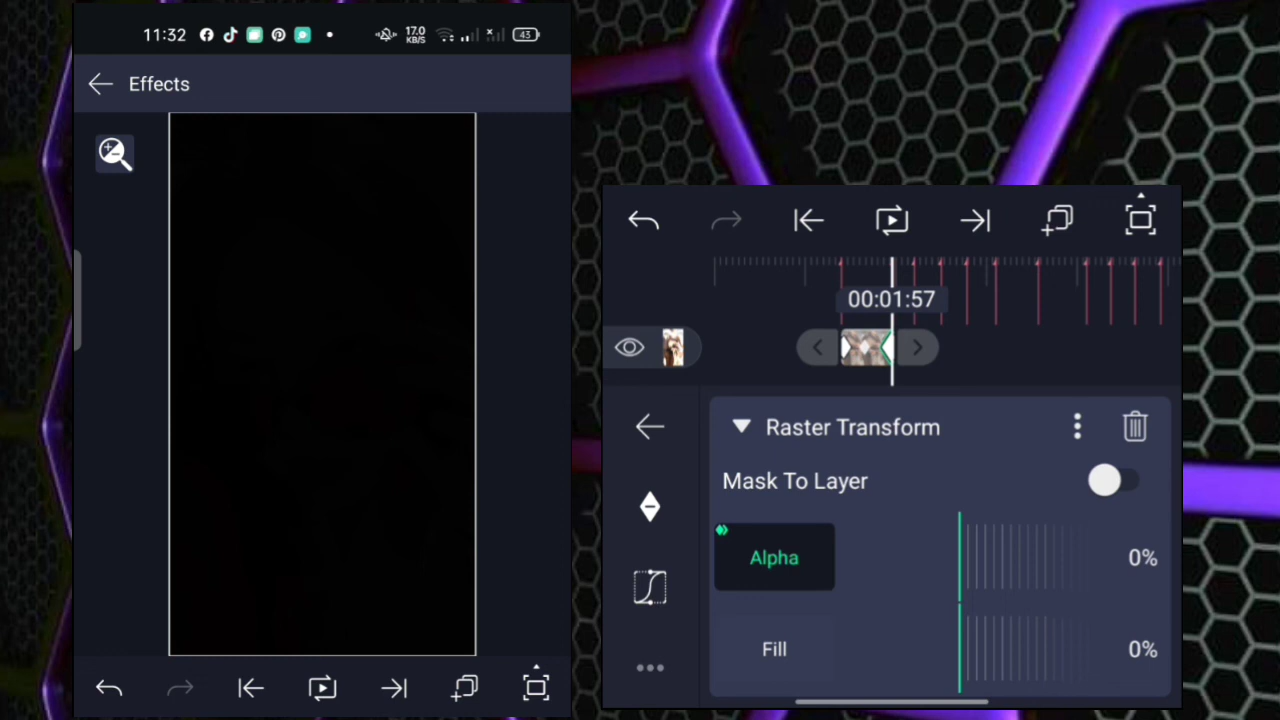 11:32
17.0
KB/S
43
Effects
00:01:57
Raster Transform
Mask To Layer
Alpha
0%
Fill
0%